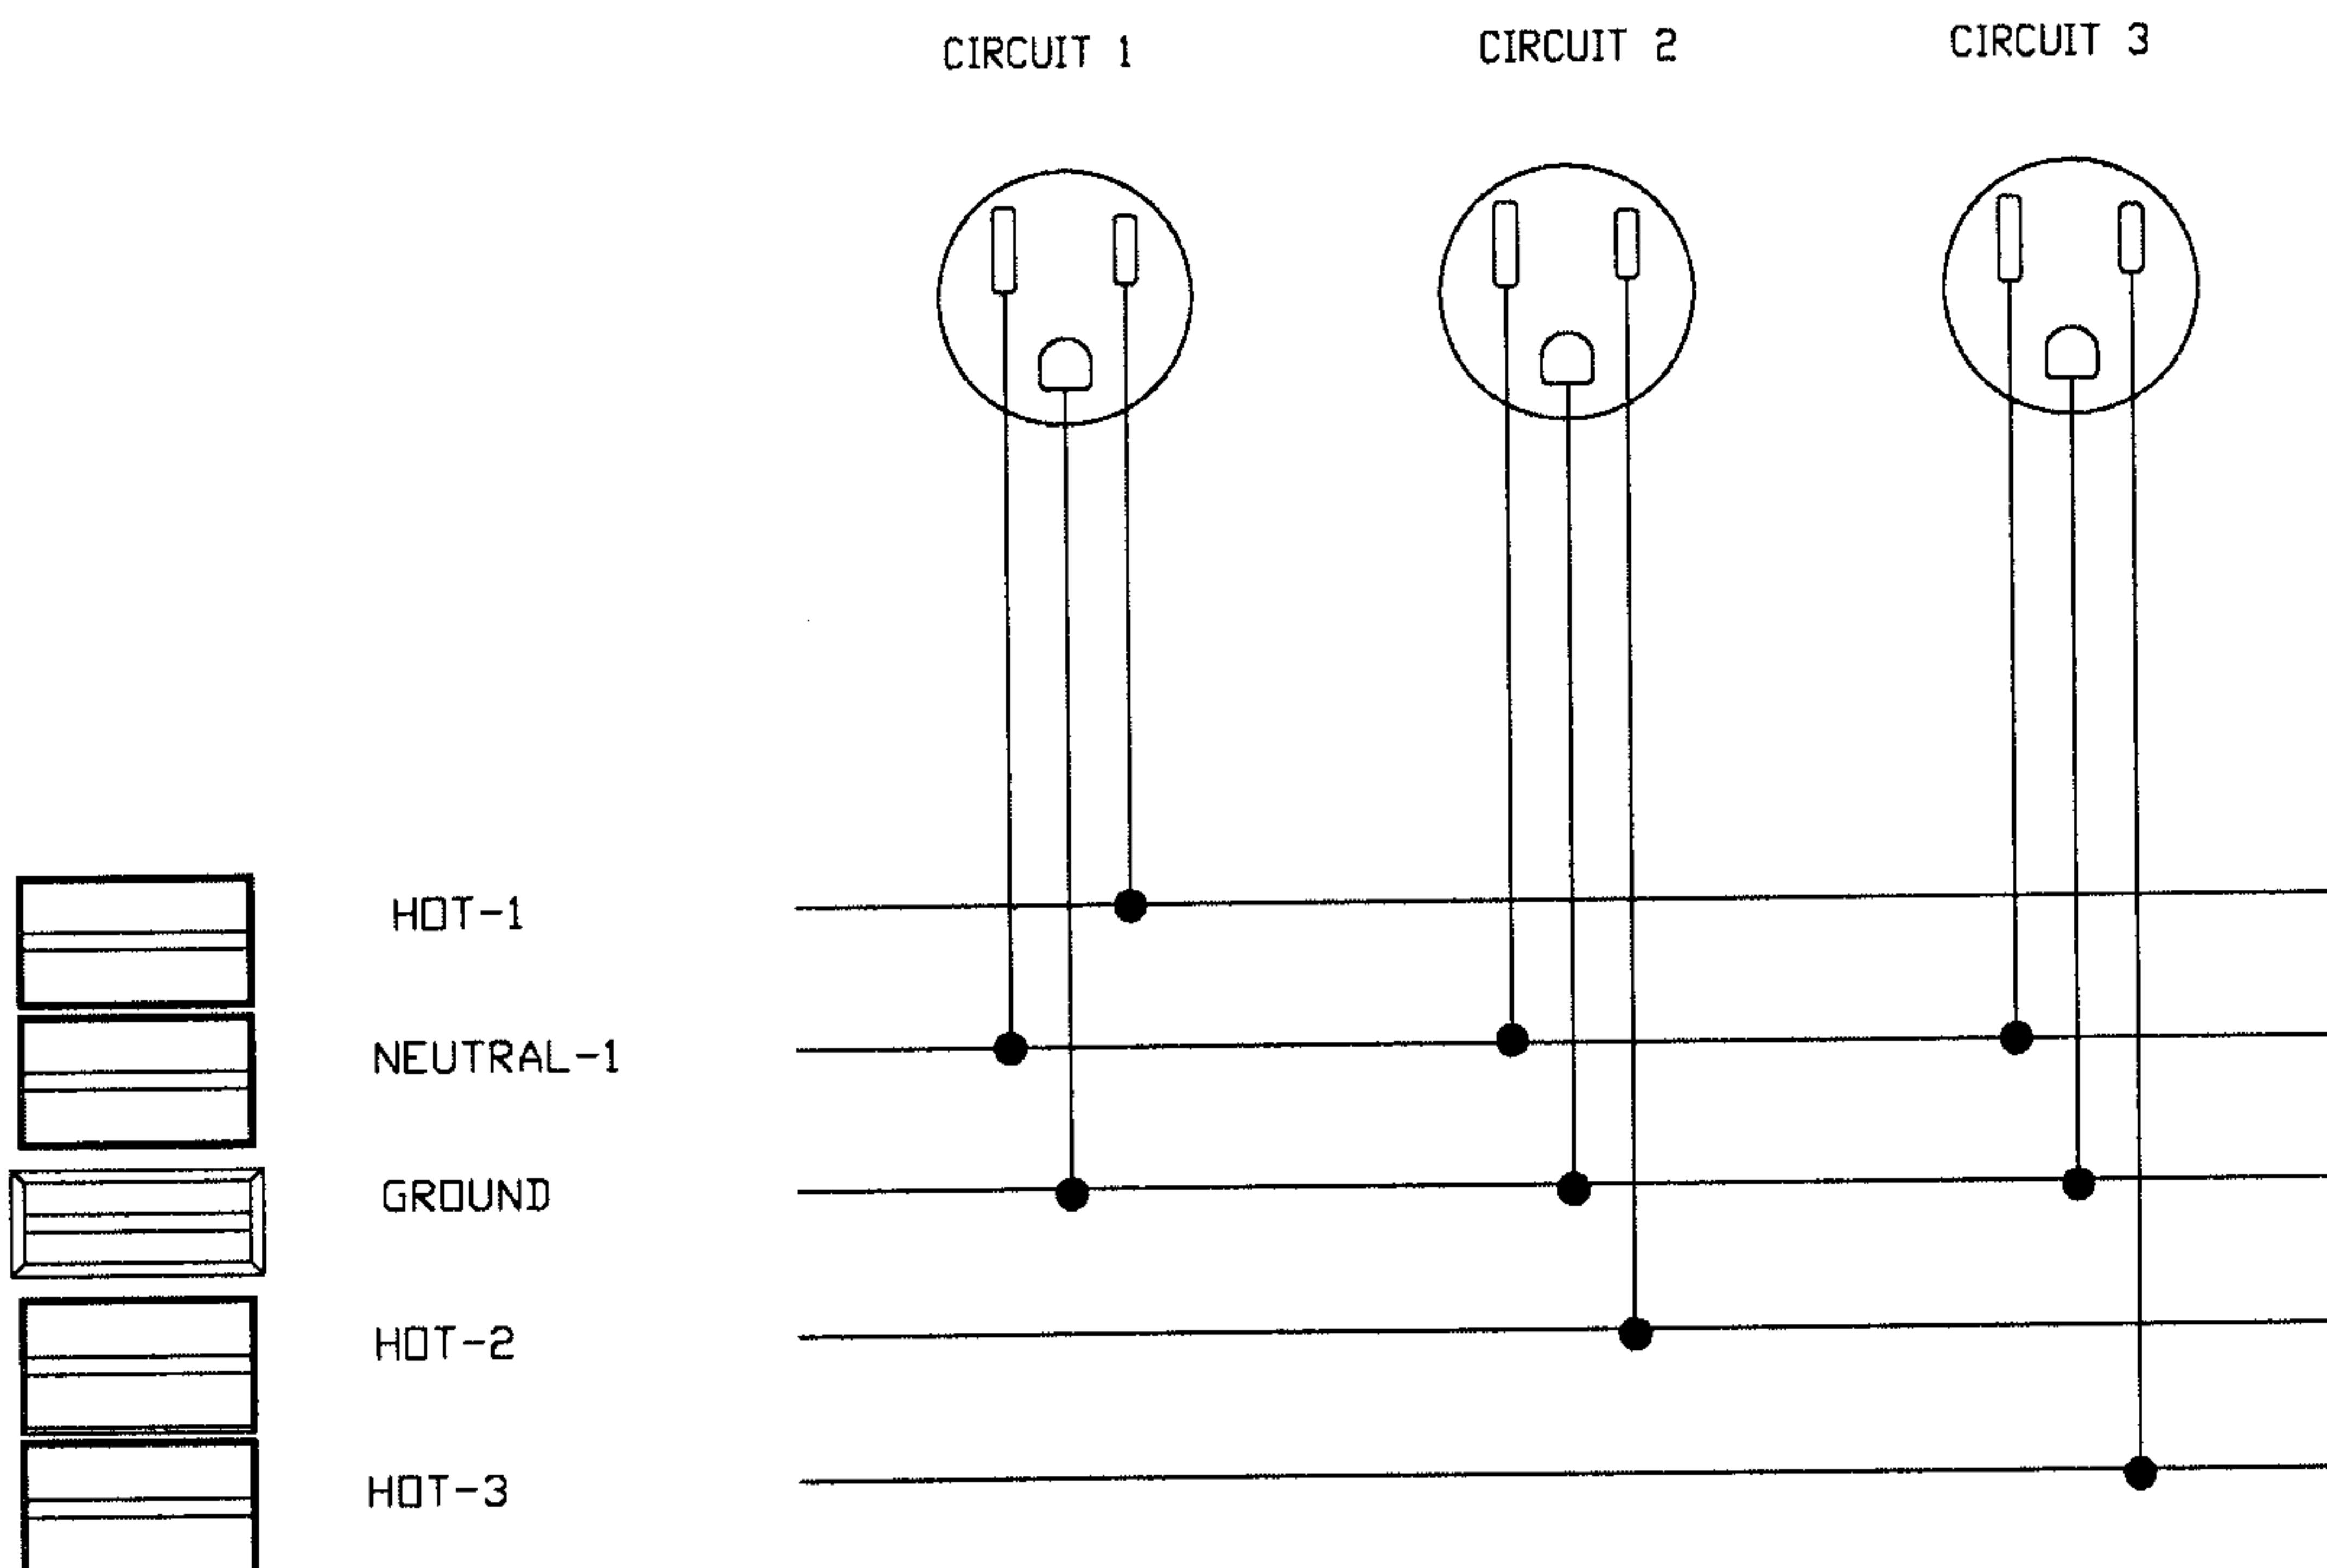 CIRCUIT 1
CIRCUIT 2
CIRCUIT 3
HOT-1
NEUTRAL-1
GROUND
HOT-2
HOT-3